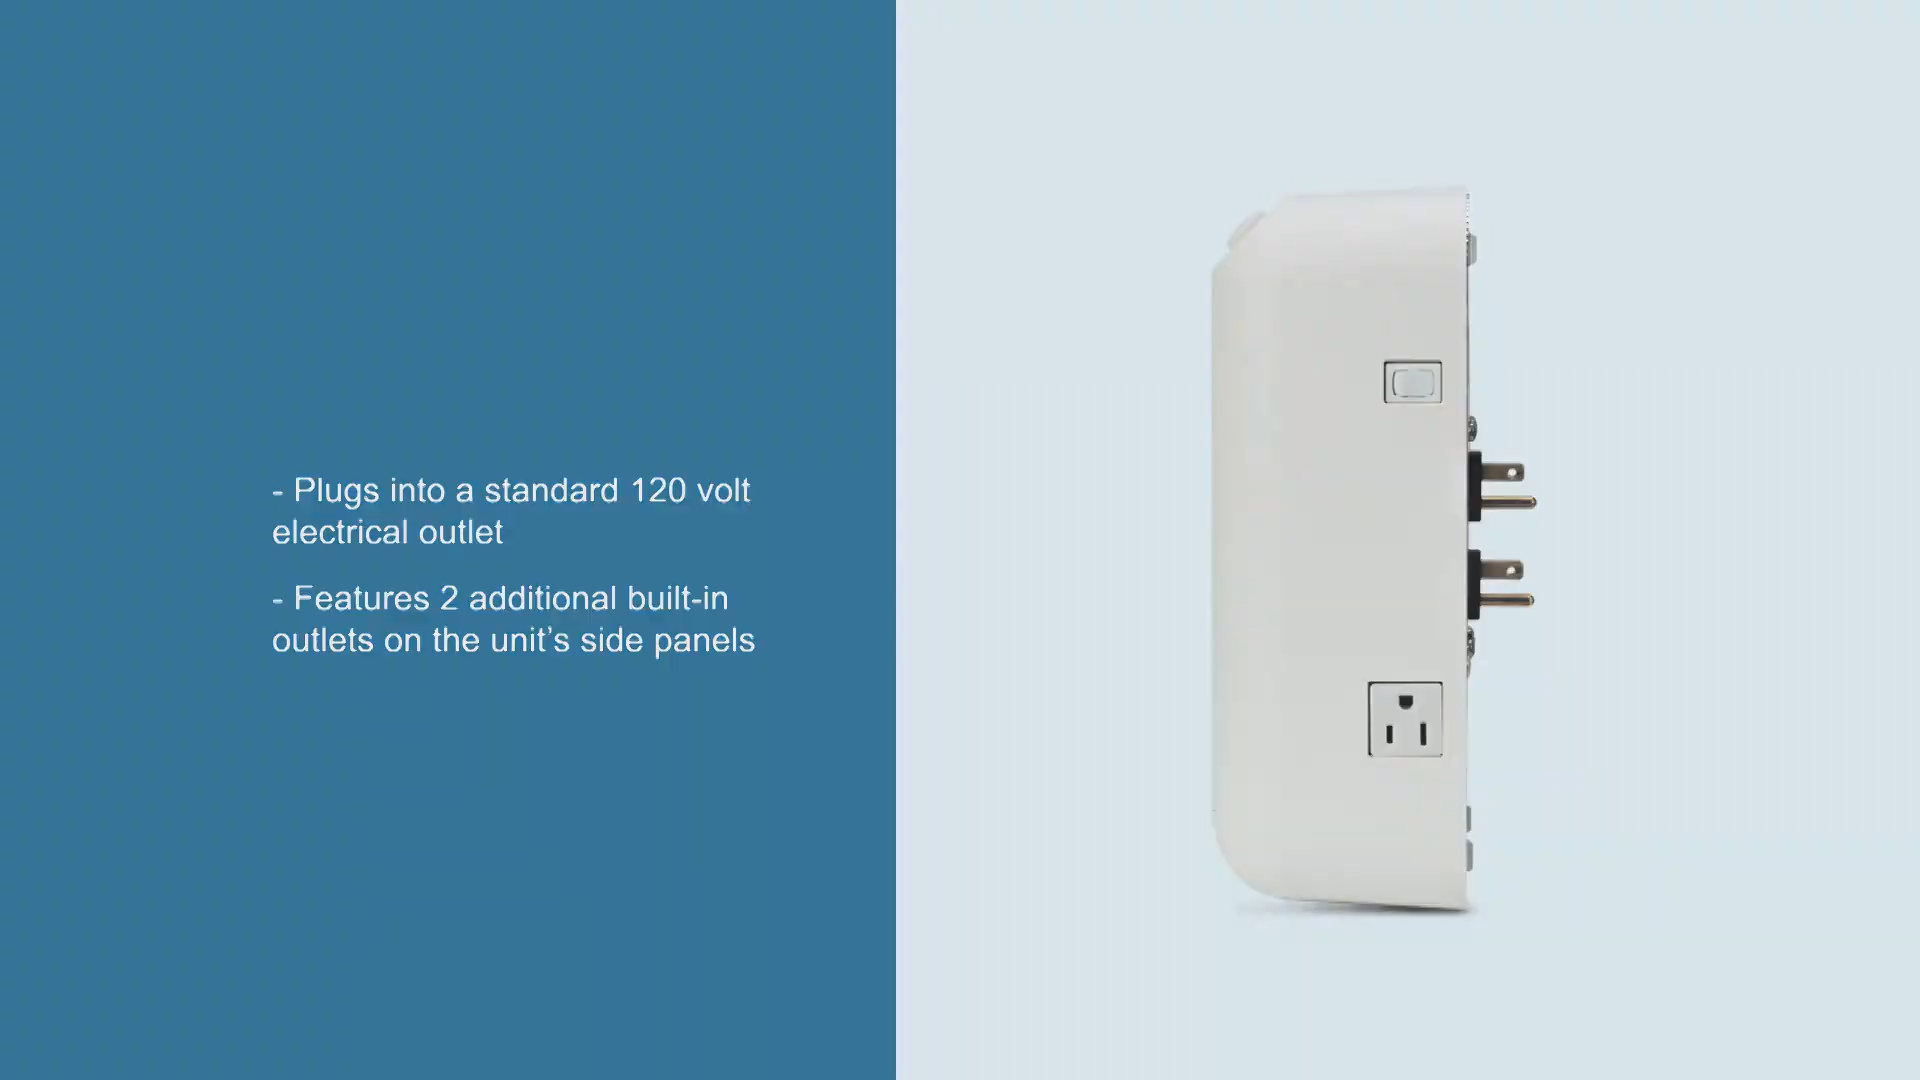 - Plugs into a standard 120 volt
electrical outlet
- Features 2 additional built-in
outlets on the unit’s side panels